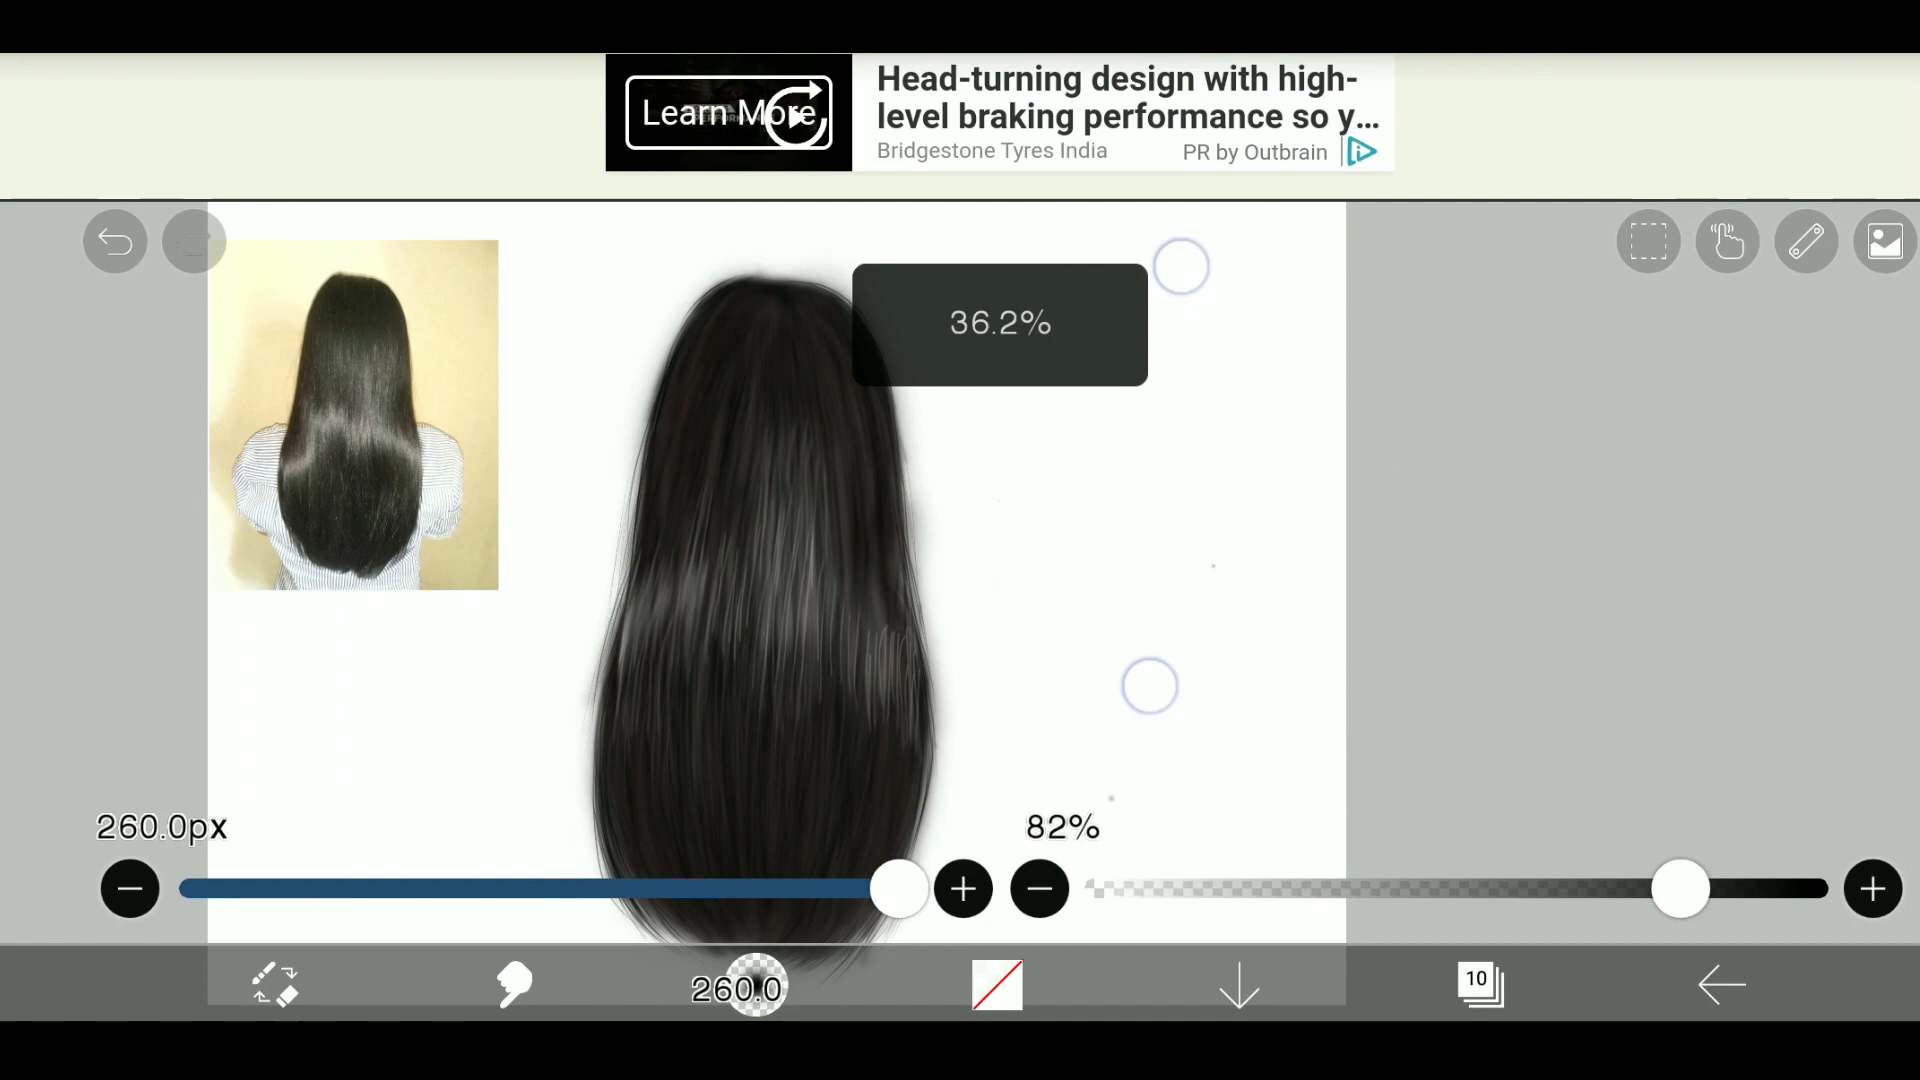 Learn More
Head-turning design with high-
level braking performance so y...
Bridgestone Tyres India
PR by Outbrain
36.2%
260.0px
82%
260.0
10